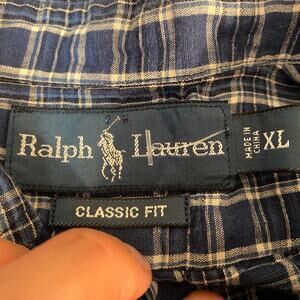 Ralph Lauren
MADE IN
CHINA
XL
CLASSIC FIT